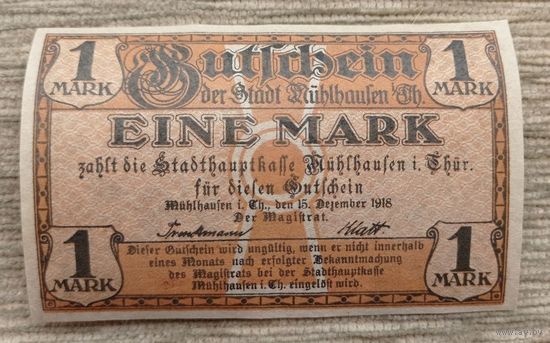 1 MARK
Gutschein
1 MARK
der Stadt Mühlhausen i/Th.
EINE MARK
zahlt die Stadthauptkasse Mühlhausen i. Thür.
für diesen Gutschein
Mühlhausen i. Th., den 15. Dezember 1918
Der Magistrat.
Trenckmann
Klatt
1 MARK
Dieser Gutschein wird ungültig, wenn er nicht innerhalb
eines Monats nach erfolgter Bekanntmachung
des Magistrats bei der Stadthauptkasse
Mühlhausen i. Th. eingelöst wird.
1 MARK